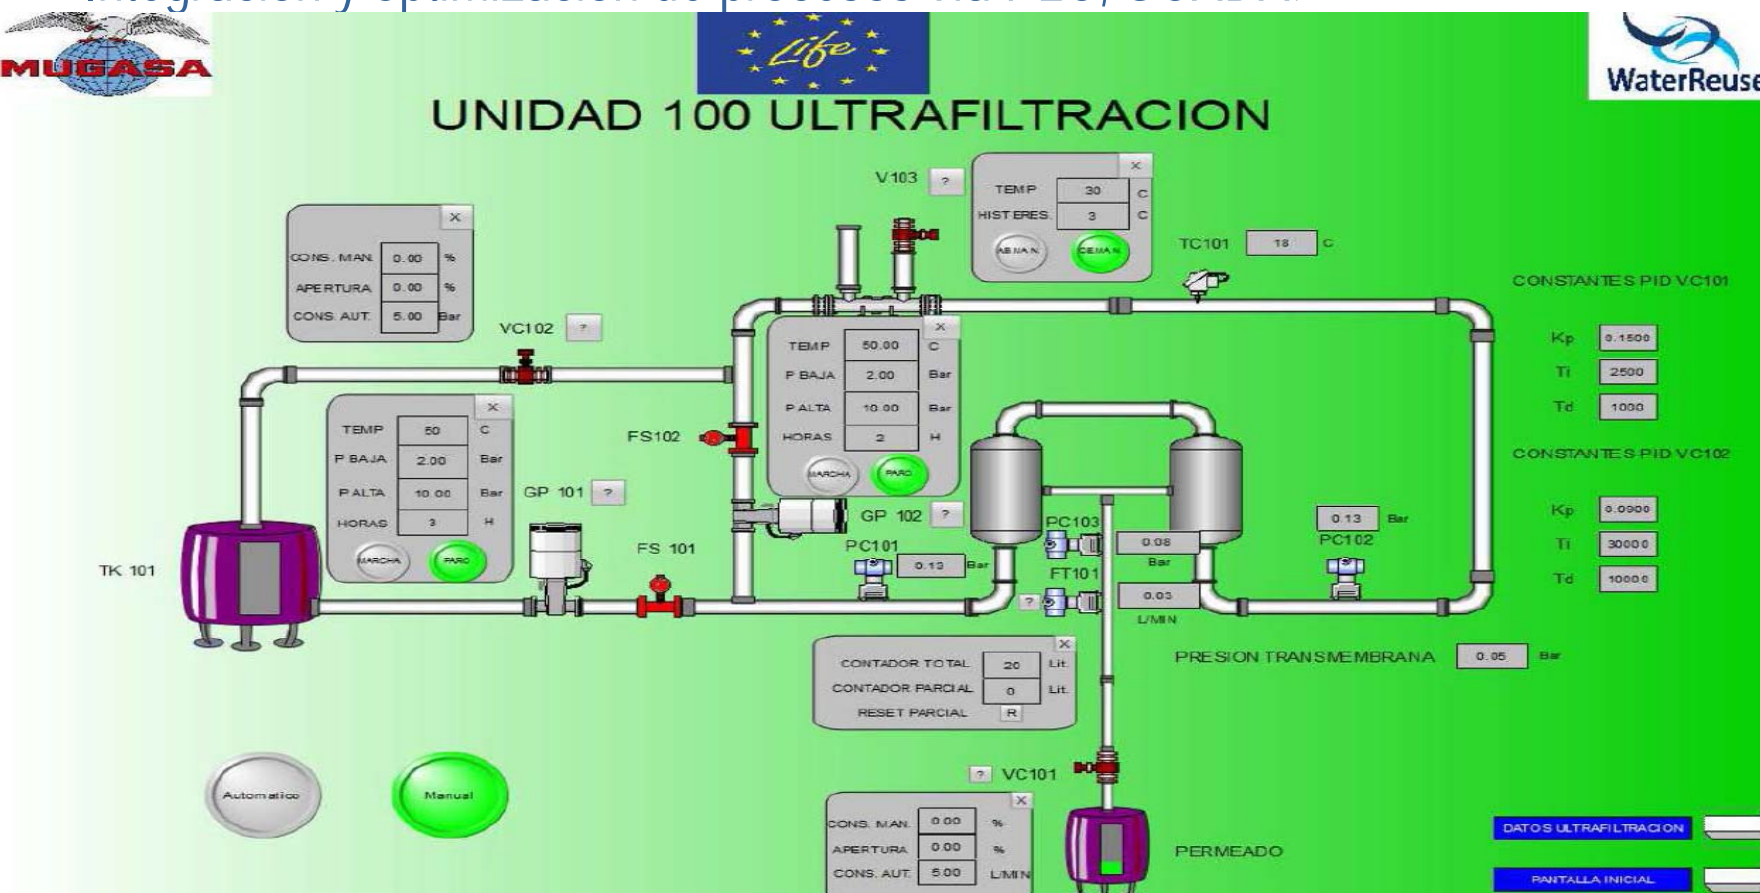 MUGASA
Life
WaterReuse
UNIDAD 100 ULTRAFILTRACION
V103 ?
X
TEMP 30 C
HISTERES. 3 C
TC101 18 C
X
CONS. MAN. 0.00 %
APERTURA 0.00 %
CONS. AUT. 5.00 Bar
VC102 ?
X
TEMP 50.00 C
P BAJA 2.00 Bar
P ALTA 10.00 Bar
HORAS 2 H
MARCHA PARO
CONSTANTES PID VC101
Kp 0.1500
Ti 2500
Td 1000
CONSTANTES PID VC102
Kp 0.0900
Ti 30000
Td 10000
X
TEMP 50 C
P BAJA 2.00 Bar
P ALTA 10.00 Bar
HORAS 3 H
MARCHA PARO
FS102
GP 101 ?
GP 102 ?
FS 101
TK 101
PC101 0.13 Bar
PC103 0.08 Bar
FT101 ? 0.03 L/MIN
0.13 Bar
PC102
PRESION TRANSMEMBRANA 0.05 Bar
X
CONTADOR TOTAL 20 Lit.
CONTADOR PARCIAL 0 Lit.
RESET PARCIAL R
Automatico Manual
? VC101
X
CONS. MAN. 0.00 %
APERTURA 0.00 %
CONS. AUT. 5.00 L/MIN
PERMEADO
DATOS ULTRAFILTRACION
PANTALLA INICIAL